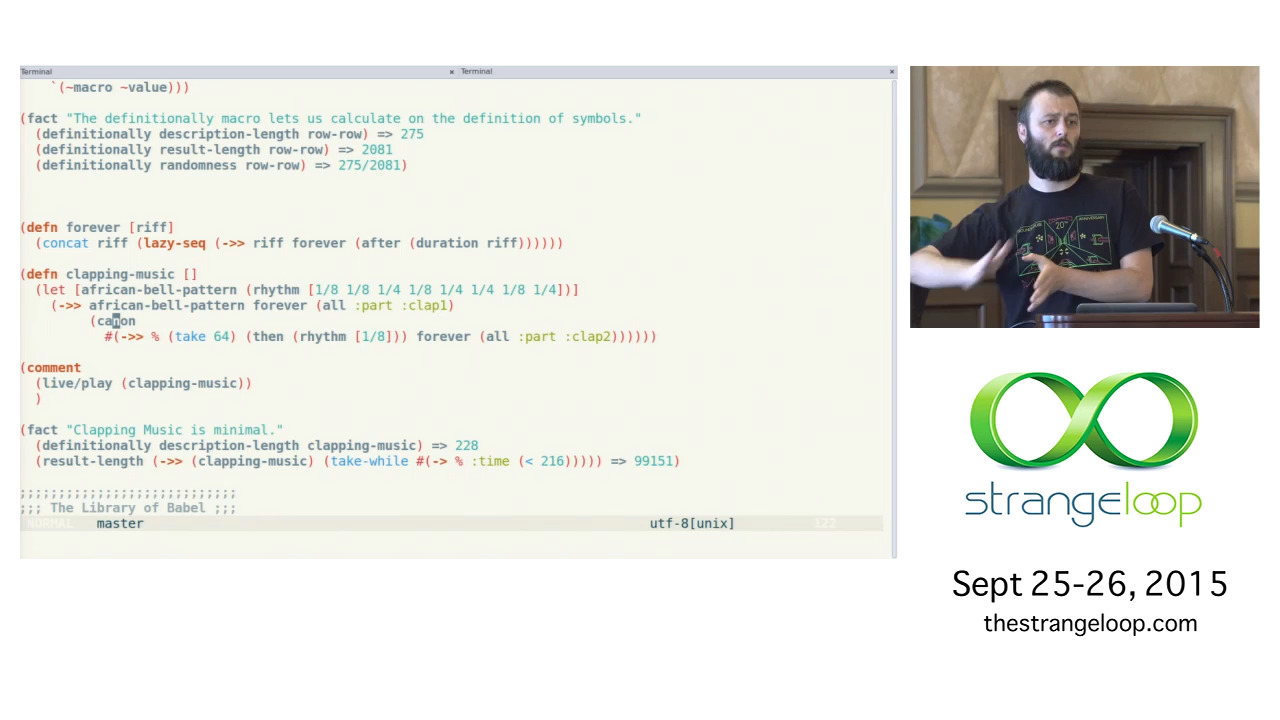 Terminal
Terminal
`(~macro ~value)))
(fact "The definitionally macro lets us calculate on the definition of symbols."
(definitionally description-length row-row) => 275
(definitionally result-length row-row) => 2081
(definitionally randomness row-row) => 275/2081)
(defn forever [riff]
(concat riff (lazy-seq (->> riff forever (after (duration riff))))))
(defn clapping-music []
(let [african-bell-pattern (rhythm [1/8 1/8 1/4 1/8 1/4 1/4 1/8 1/4])]
(->> african-bell-pattern forever (all :part :clap1)
(canon
#(->> % (take 64) (then (rhythm [1/8])) forever (all :part :clap2))))))
(comment
(live/play (clapping-music))
)
(fact "Clapping Music is minimal."
(definitionally description-length clapping-music) => 228
(result-length (->> (clapping-music) (take-while #(-> % :time (< 216))))) => 99151)
;;;;;;;;;;;;;;;;;;;;;;;;;;;
;;; The Library of Babel ;;;
NORMAL master utf-8[unix] 122
20th
ANNIVERSARY
strangeloop
Sept 25-26, 2015
thestrangeloop.com